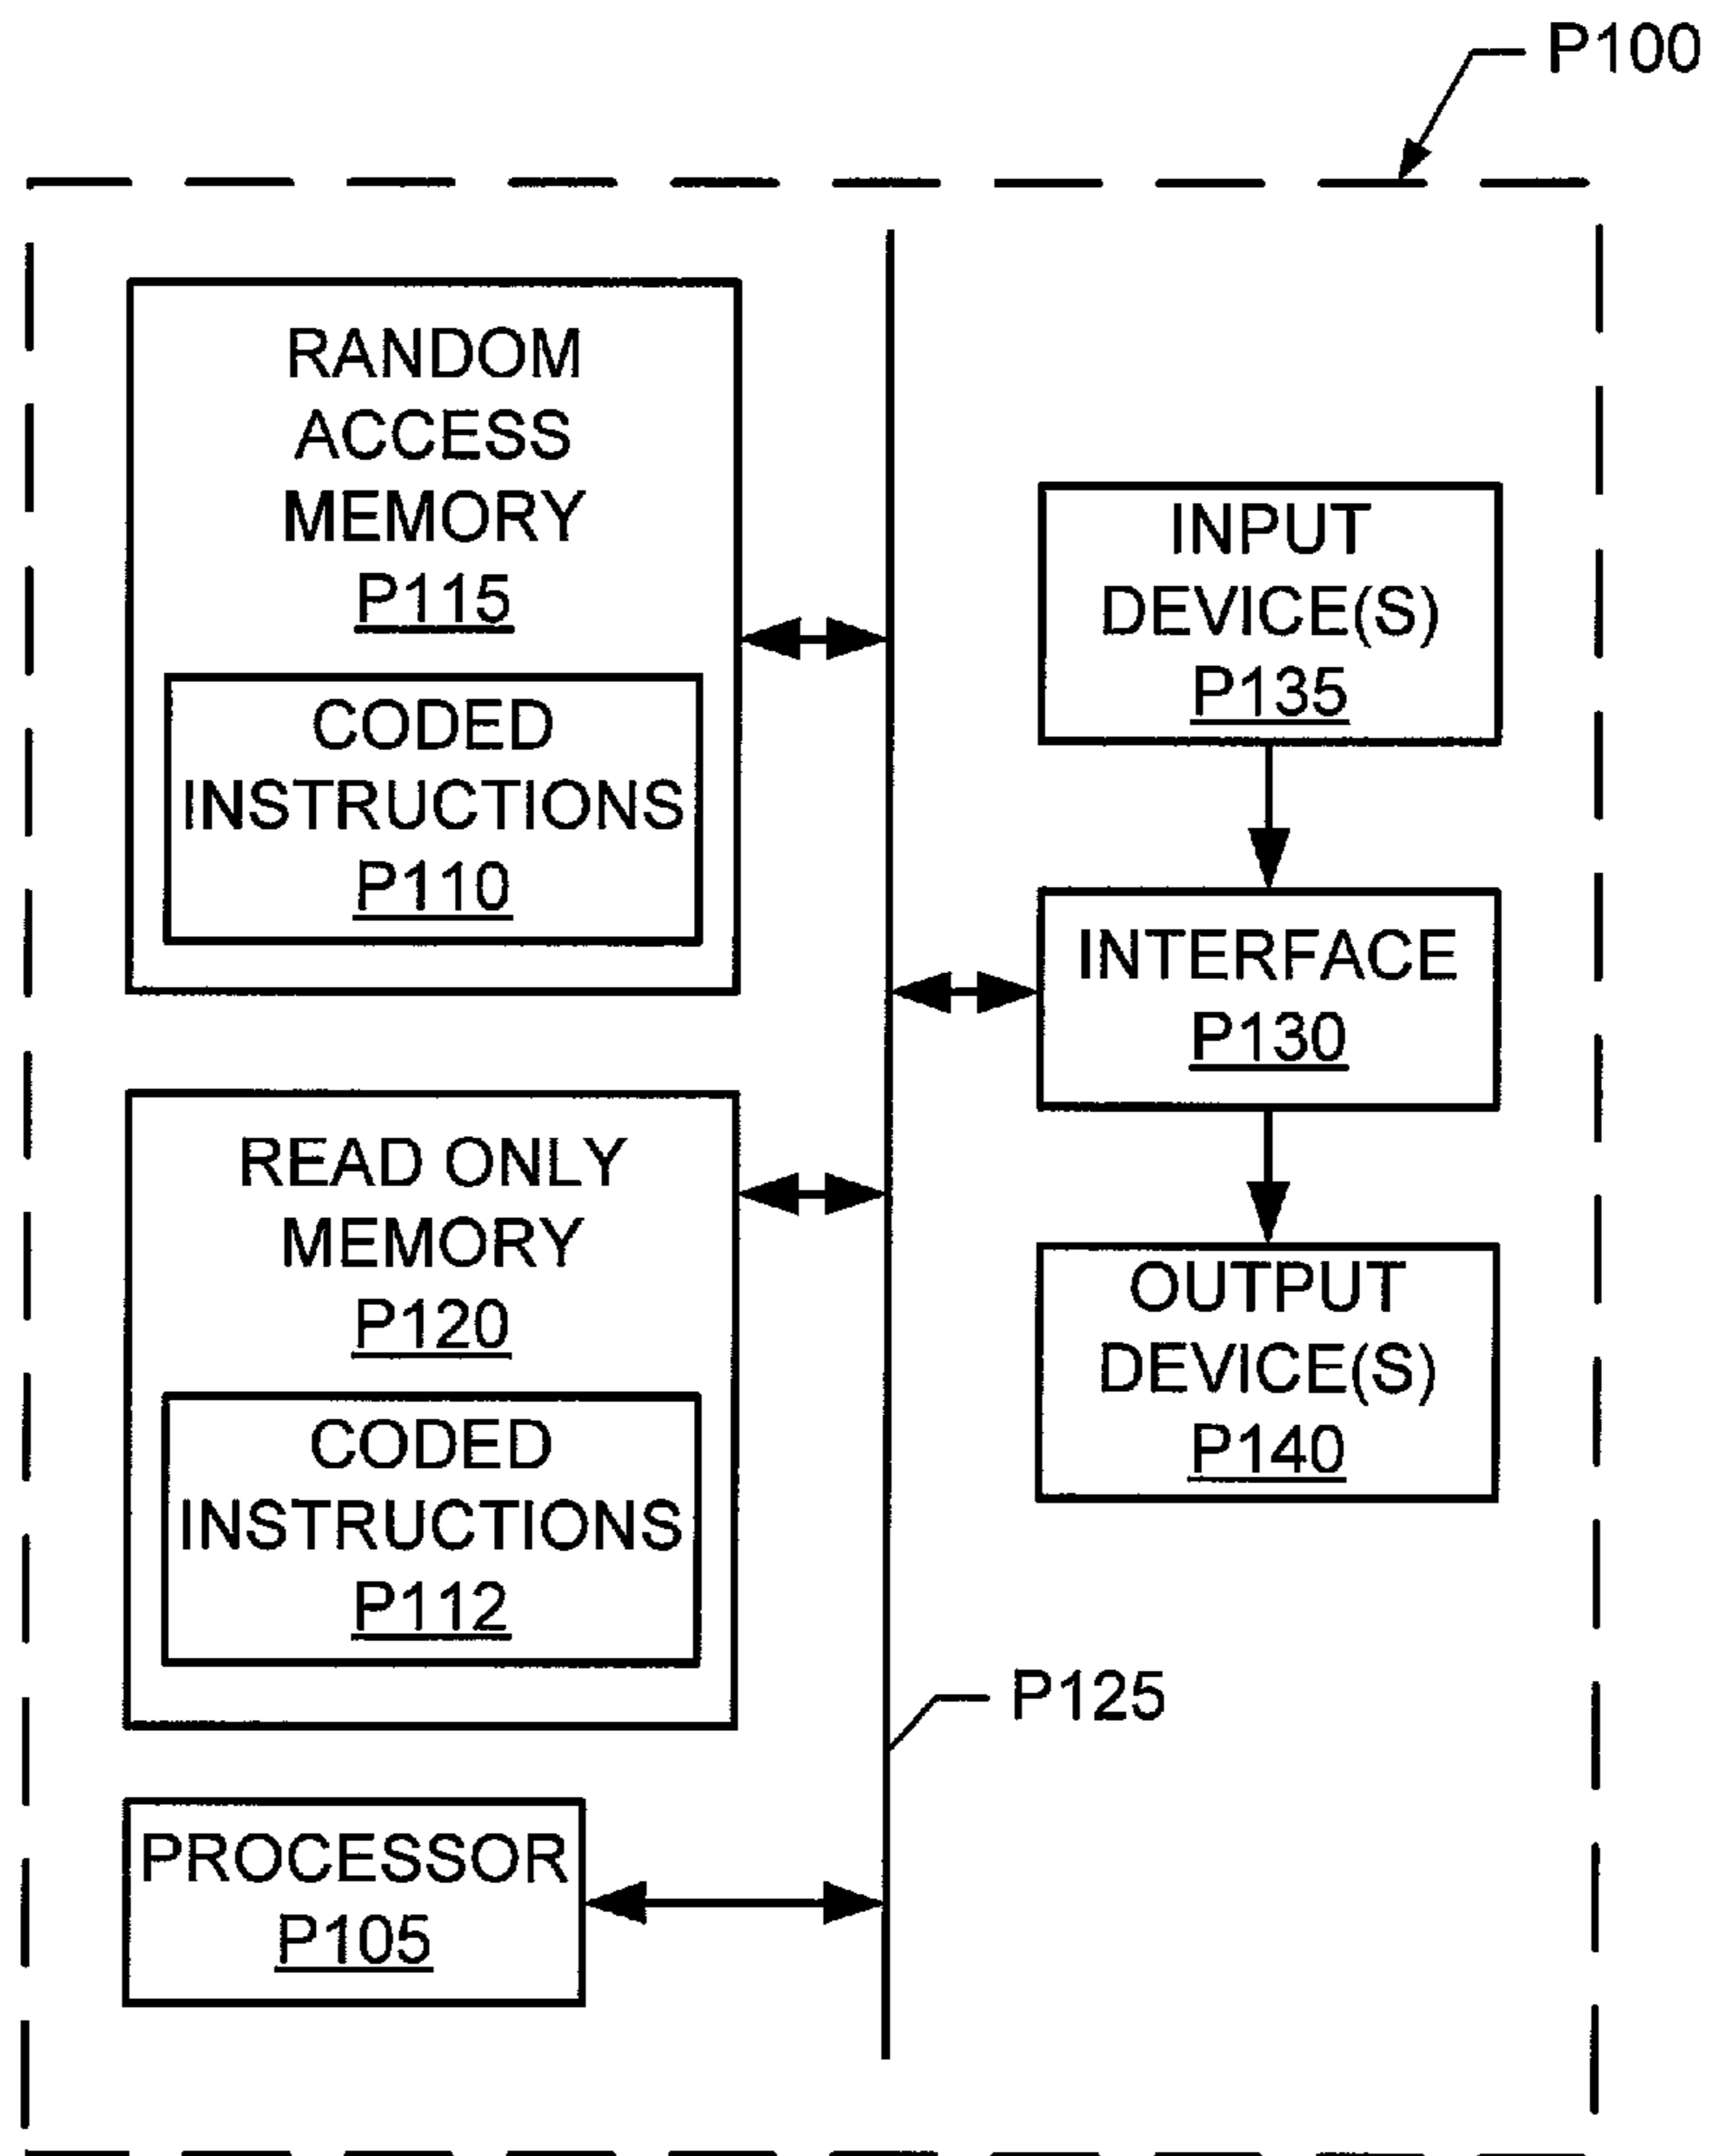 P100
RANDOM
ACCESS
MEMORY
P115
CODED
INSTRUCTIONS
P110
READ ONLY
MEMORY
P120
CODED
INSTRUCTIONS
P112
PROCESSOR
P105
INPUT
DEVICE(S)
P135
INTERFACE
P130
OUTPUT
DEVICE(S)
P140
P125